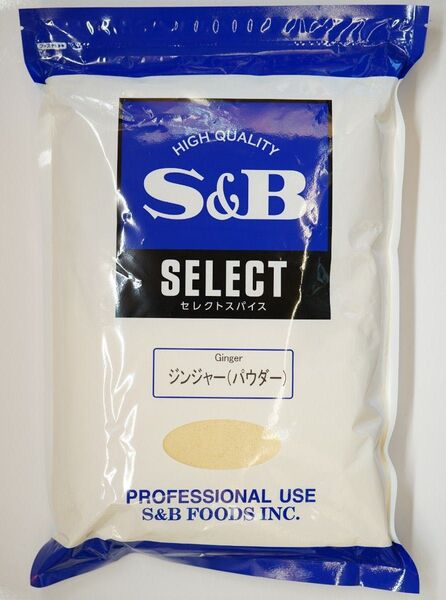 HIGH QUALITY
S&B
SELECT
セレクトスパイス
Ginger
ジンジャー(パウダー)
PROFESSIONAL USE
S&B FOODS INC.